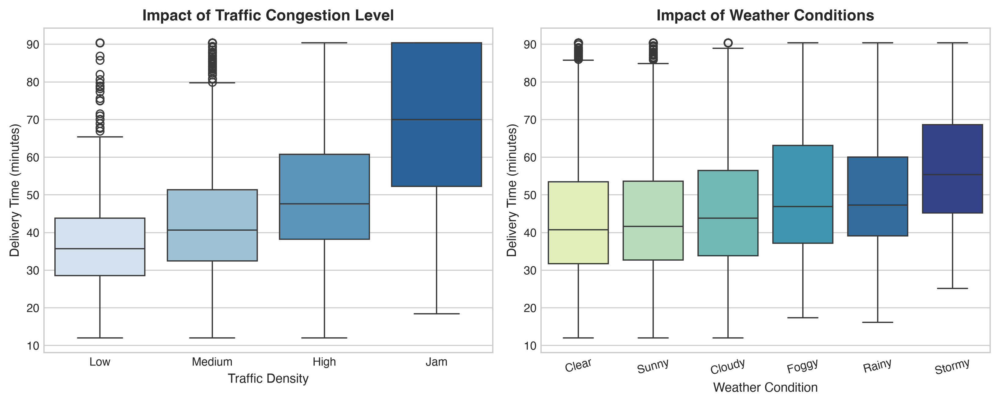 Impact of Traffic Congestion Level
Delivery Time (minutes)
90
80
70
60
50
40
30
20
10
Low Medium High Jam
Traffic Density
Impact of Weather Conditions
Delivery Time (minutes)
90
80
70
60
50
40
30
20
10
Clear Sunny Cloudy Foggy Rainy Stormy
Weather Condition